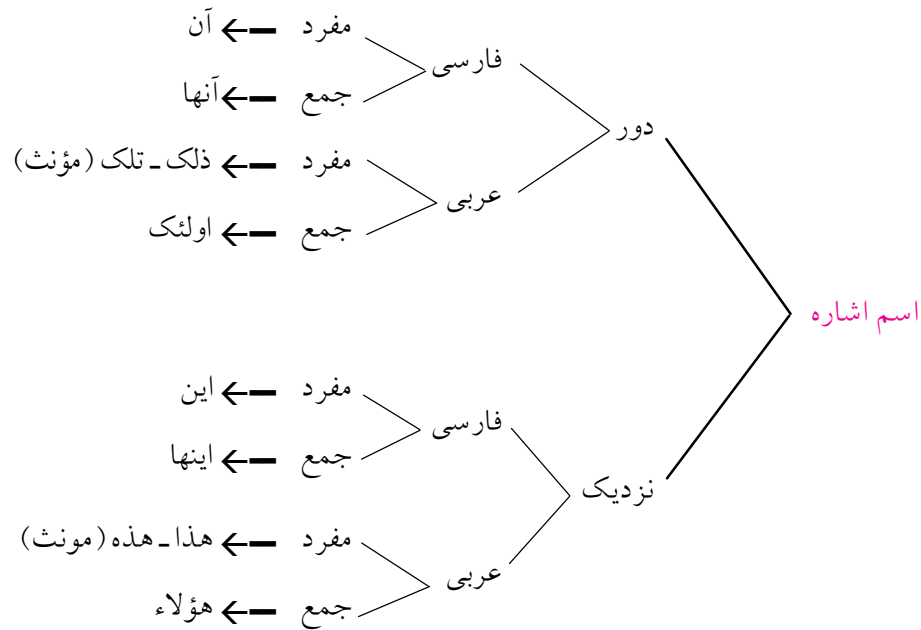 مفرد ← آن
فارسی
جمع ← آنها
دور
مفرد ← ذلک ـ تلک (مؤنث)
عربی
جمع ← اولئک
اسم اشاره
مفرد ← این
فارسی
جمع ← اینها
نزدیک
مفرد ← هذا ـ هذه (مونث)
عربی
جمع ← هؤلاء